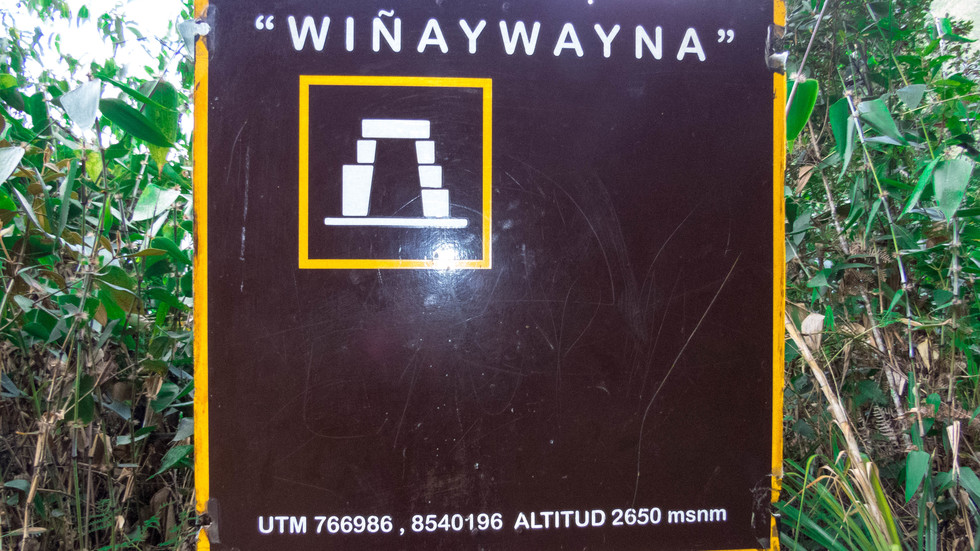 “WIÑAYWAYNA”
UTM 766986 , 8540196 ALTITUD 2650 msnm